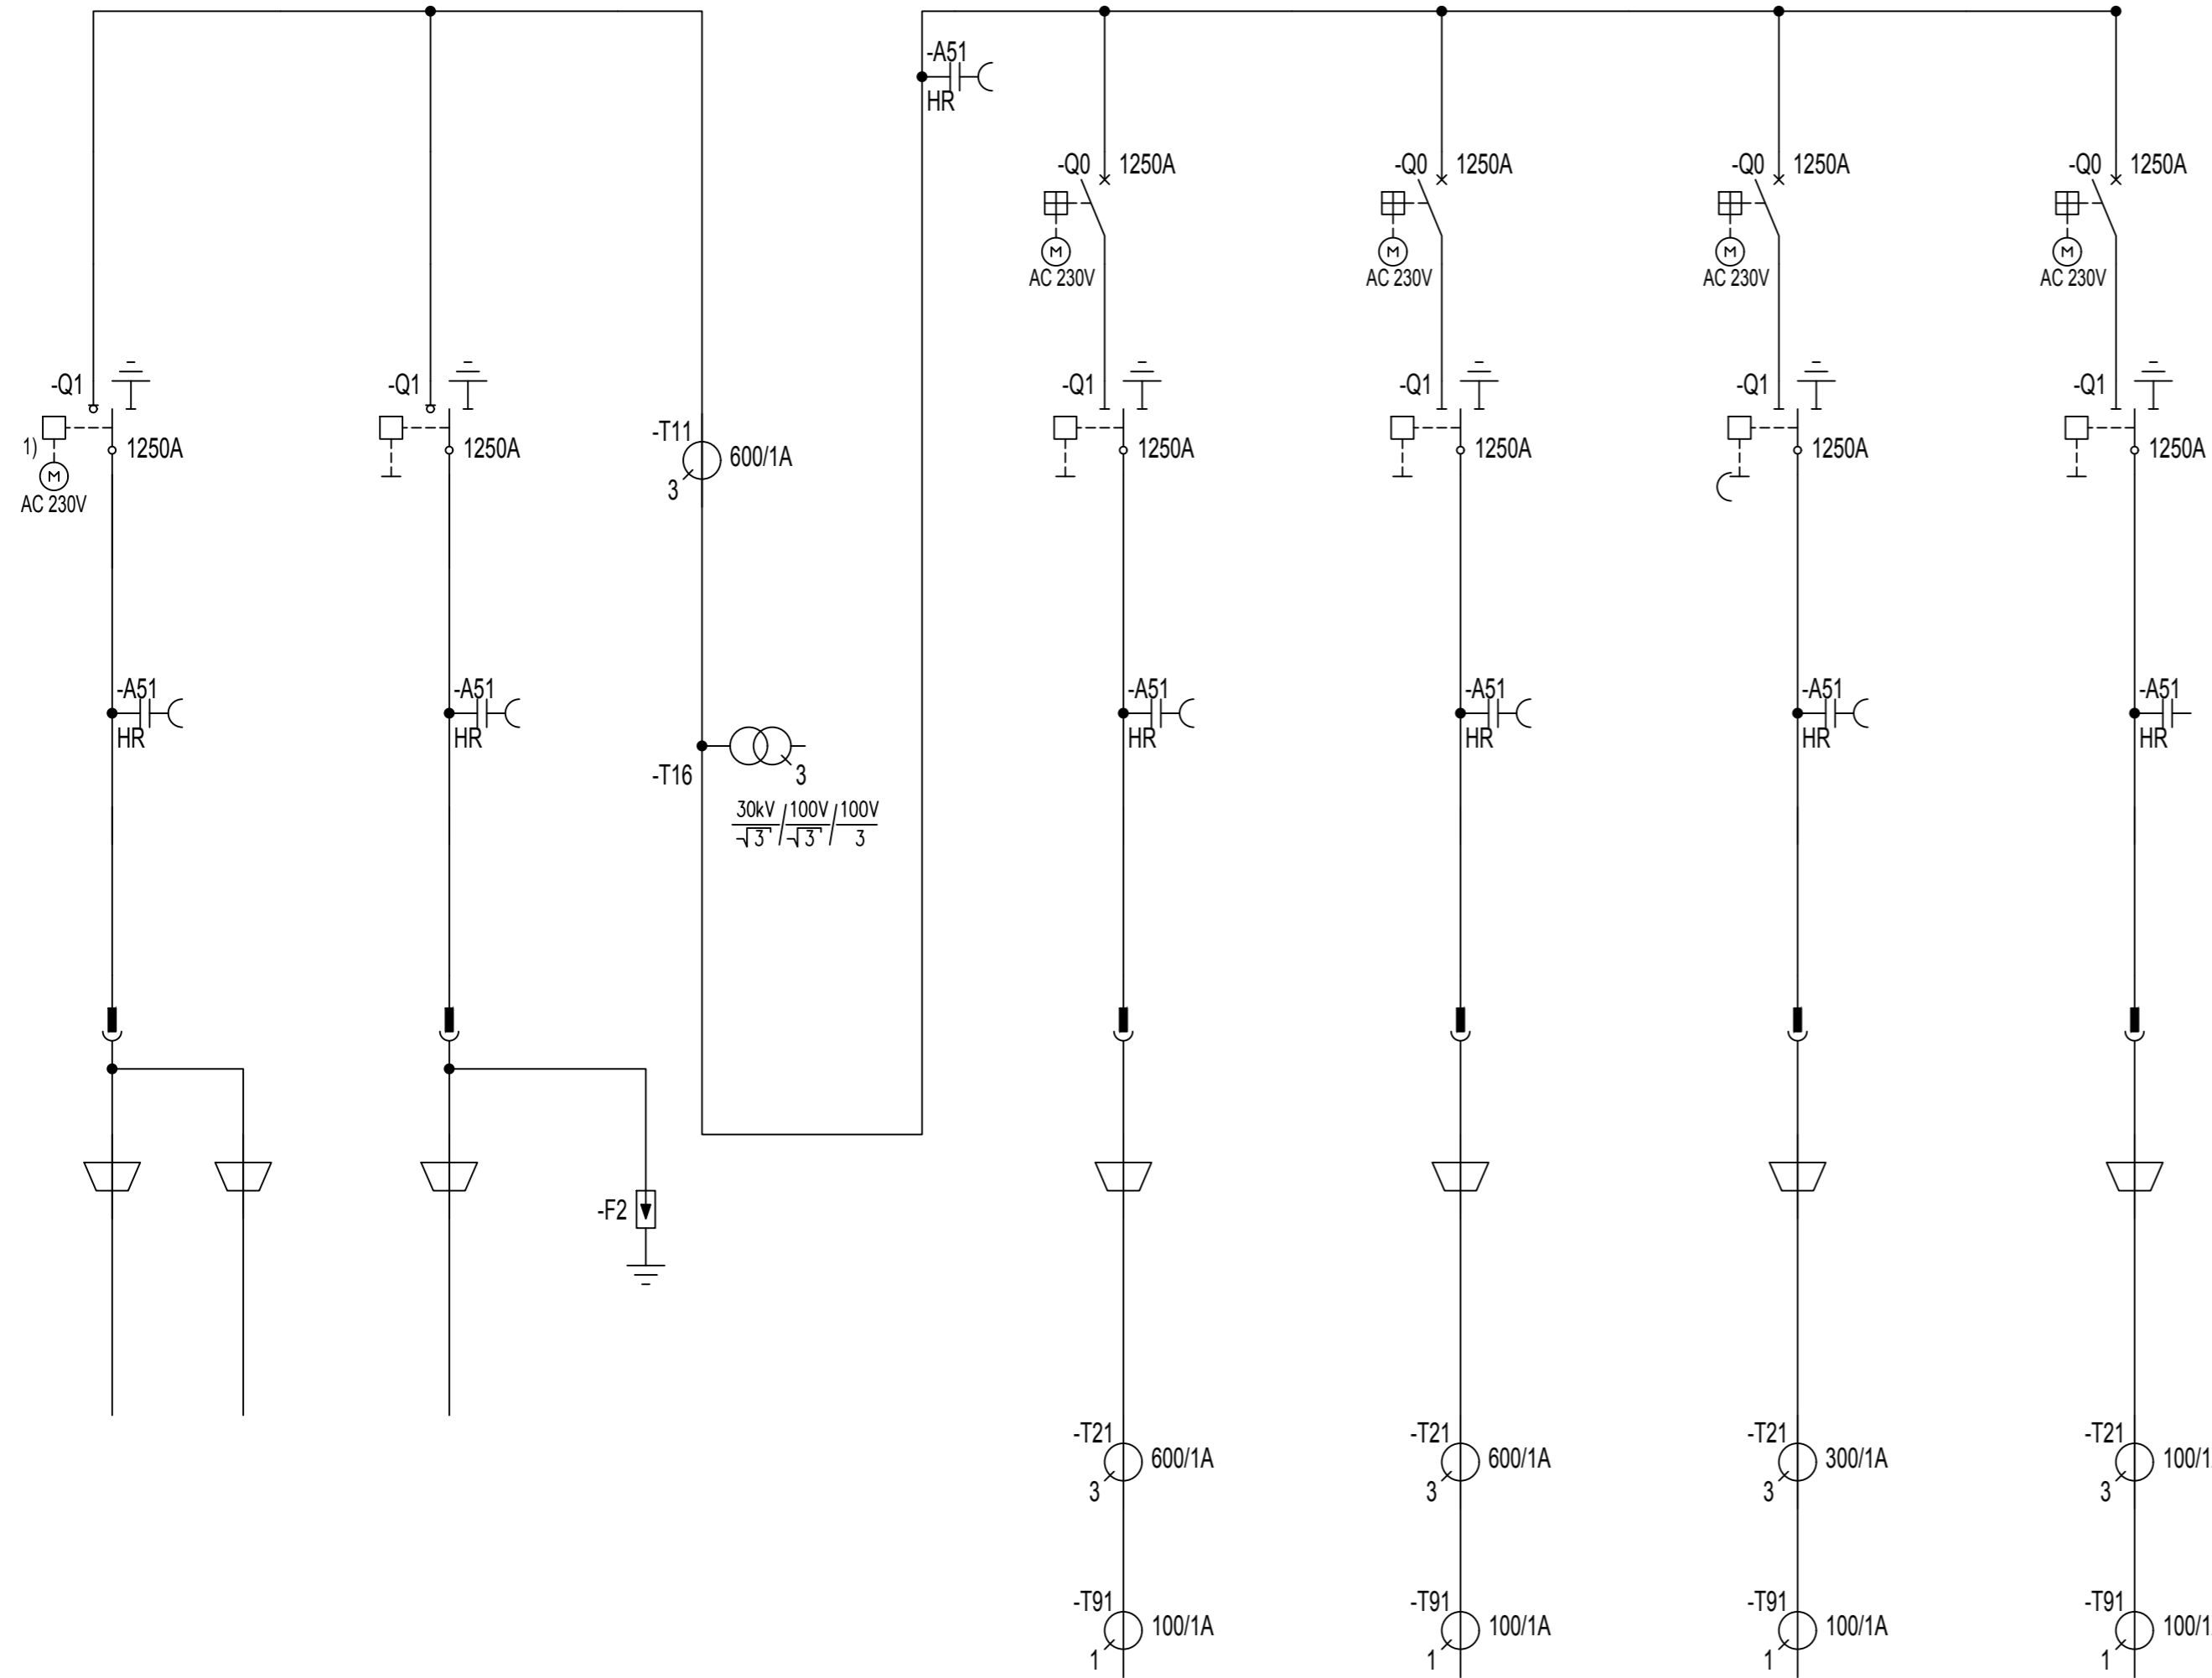 -A51
HR
-Q0 1250A
-Q0 1250A
-Q0 1250A
-Q0 1250A
M
M
M
M
AC 230V
AC 230V
AC 230V
AC 230V
-Q1
-Q1
-Q1
-Q1
-Q1
-Q1
1)
1250A
1250A
1250A
1250A
1250A
1250A
M
AC 230V
-T11
600/1A
3
-A51
HR
-A51
HR
-A51
HR
-A51
HR
-A51
HR
-A51
HR
-T16
3
30kV/√3 / 100V/√3 / 100V/3
-F2
-T21
600/1A
3
-T21
600/1A
3
-T21
300/1A
3
-T21
100/1
3
-T91
100/1A
1
-T91
100/1A
1
-T91
100/1A
1
-T91
100/1
1